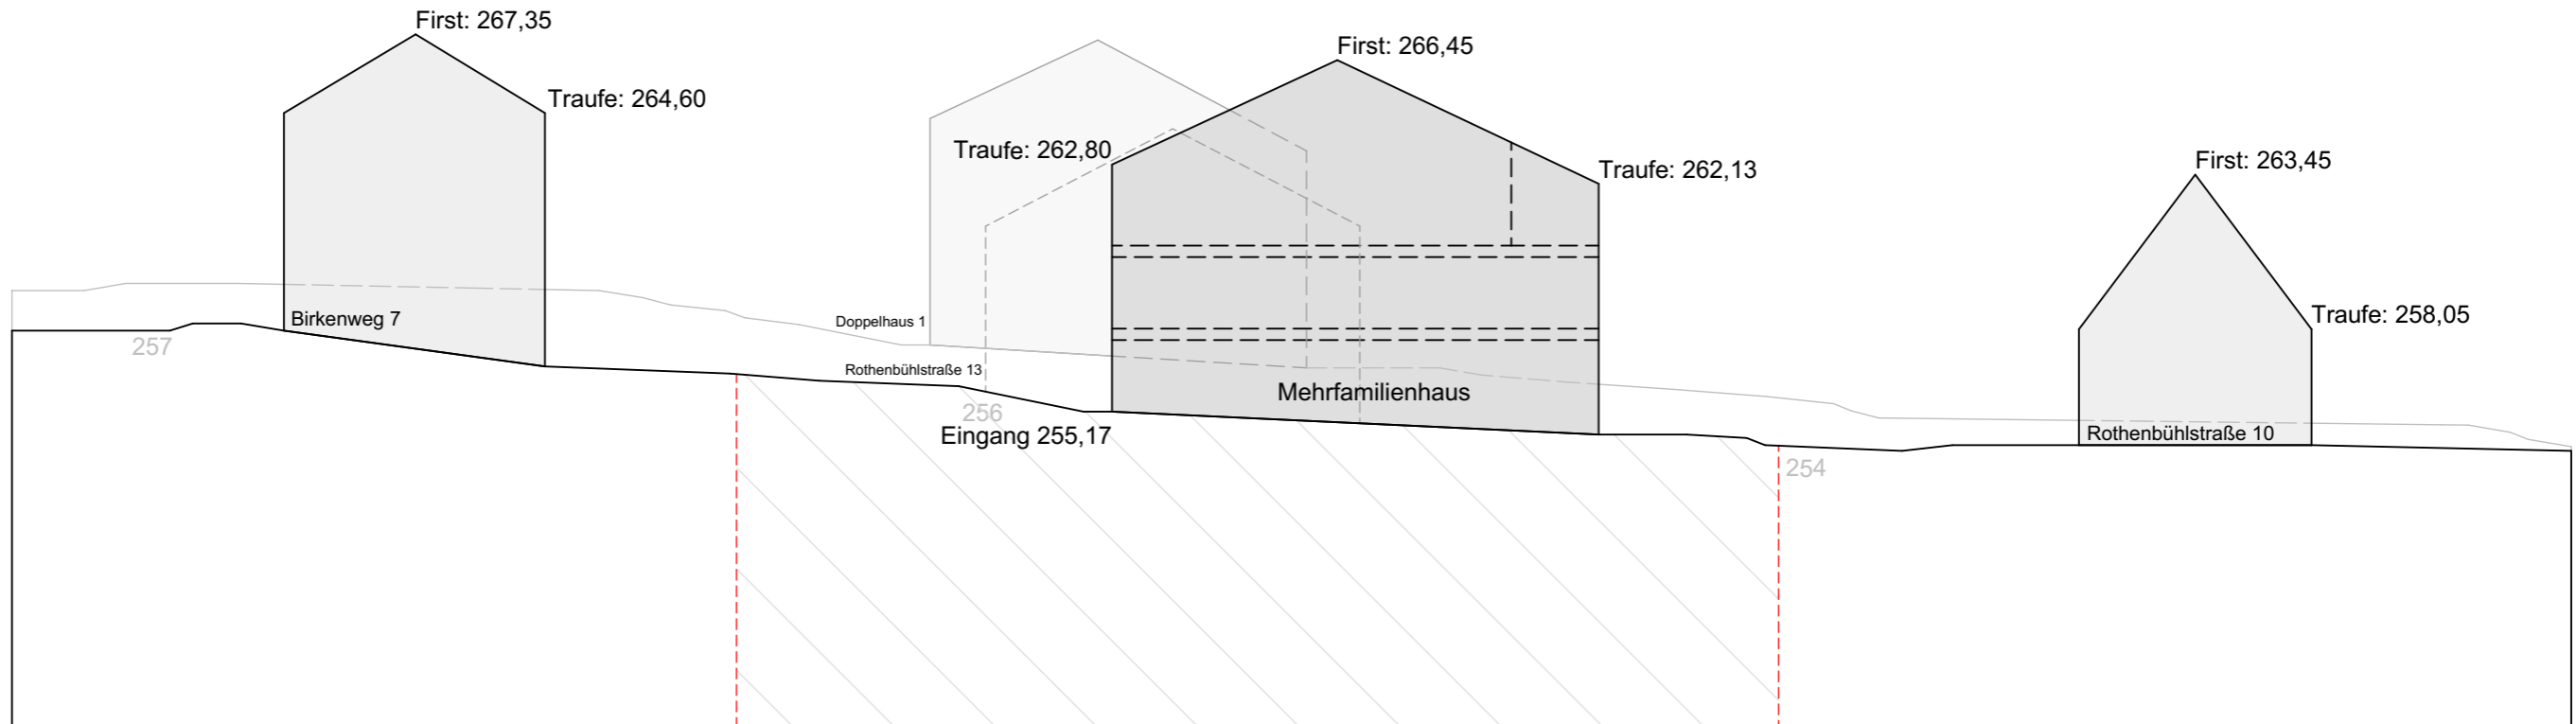 First: 267,35
First: 266,45
Traufe: 264,60
Traufe: 262,80
Traufe: 262,13
First: 263,45
Birkenweg 7
Doppelhaus 1
Traufe: 258,05
257
Rothenbühlstraße 13
Mehrfamilienhaus
256
Eingang 255,17
Rothenbühlstraße 10
254